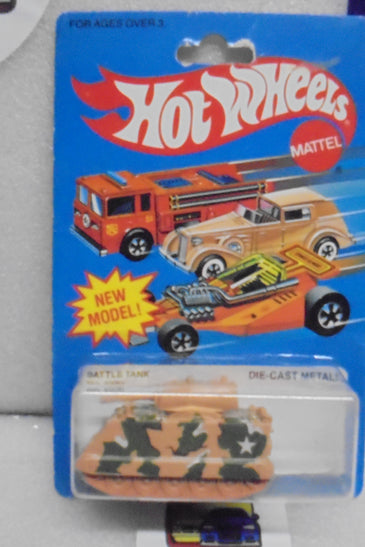 FOR AGES OVER 3.
HOT WHEELS
MATTEL
NEW
MODEL!
BATTLE TANK
DIE-CAST METAL